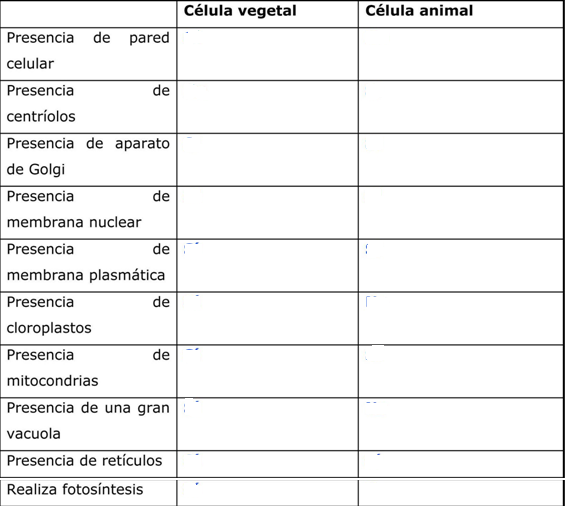 Célula vegetal Célula animal
Presencia de pared
celular
Presencia de
centríolos
Presencia de aparato
de Golgi
Presencia de
membrana nuclear
Presencia de
membrana plasmática
Presencia de
cloroplastos
Presencia de
mitocondrias
Presencia de una gran
vacuola
Presencia de retículos
Realiza fotosíntesis